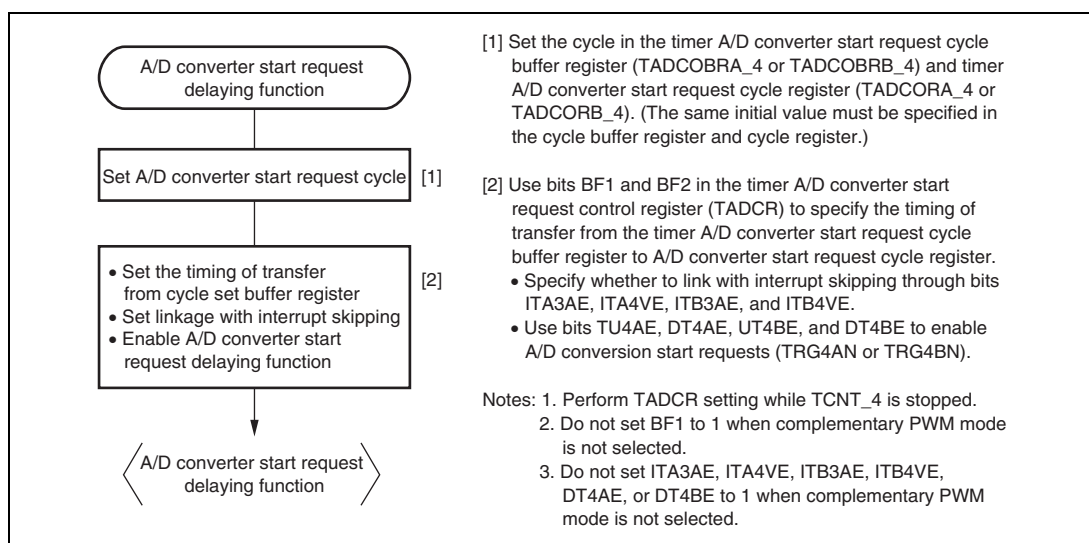 A/D converter start request
delaying function
Set A/D converter start request cycle
[1]
• Set the timing of transfer
from cycle set buffer register
• Set linkage with interrupt skipping
• Enable A/D converter start
request delaying function
[2]
A/D converter start request
delaying function
[1] Set the cycle in the timer A/D converter start request cycle
buffer register (TADCOBRA_4 or TADCOBRB_4) and timer
A/D converter start request cycle register (TADCORA_4 or
TADCORB_4). (The same initial value must be specified in
the cycle buffer register and cycle register.)
[2] Use bits BF1 and BF2 in the timer A/D converter start
request control register (TADCR) to specify the timing of
transfer from the timer A/D converter start request cycle
buffer register to A/D converter start request cycle register.
• Specify whether to link with interrupt skipping through bits
ITA3AE, ITA4VE, ITB3AE, and ITB4VE.
• Use bits TU4AE, DT4AE, UT4BE, and DT4BE to enable
A/D conversion start requests (TRG4AN or TRG4BN).
Notes: 1. Perform TADCR setting while TCNT_4 is stopped.
2. Do not set BF1 to 1 when complementary PWM mode
is not selected.
3. Do not set ITA3AE, ITA4VE, ITB3AE, ITB4VE,
DT4AE, or DT4BE to 1 when complementary PWM
mode is not selected.